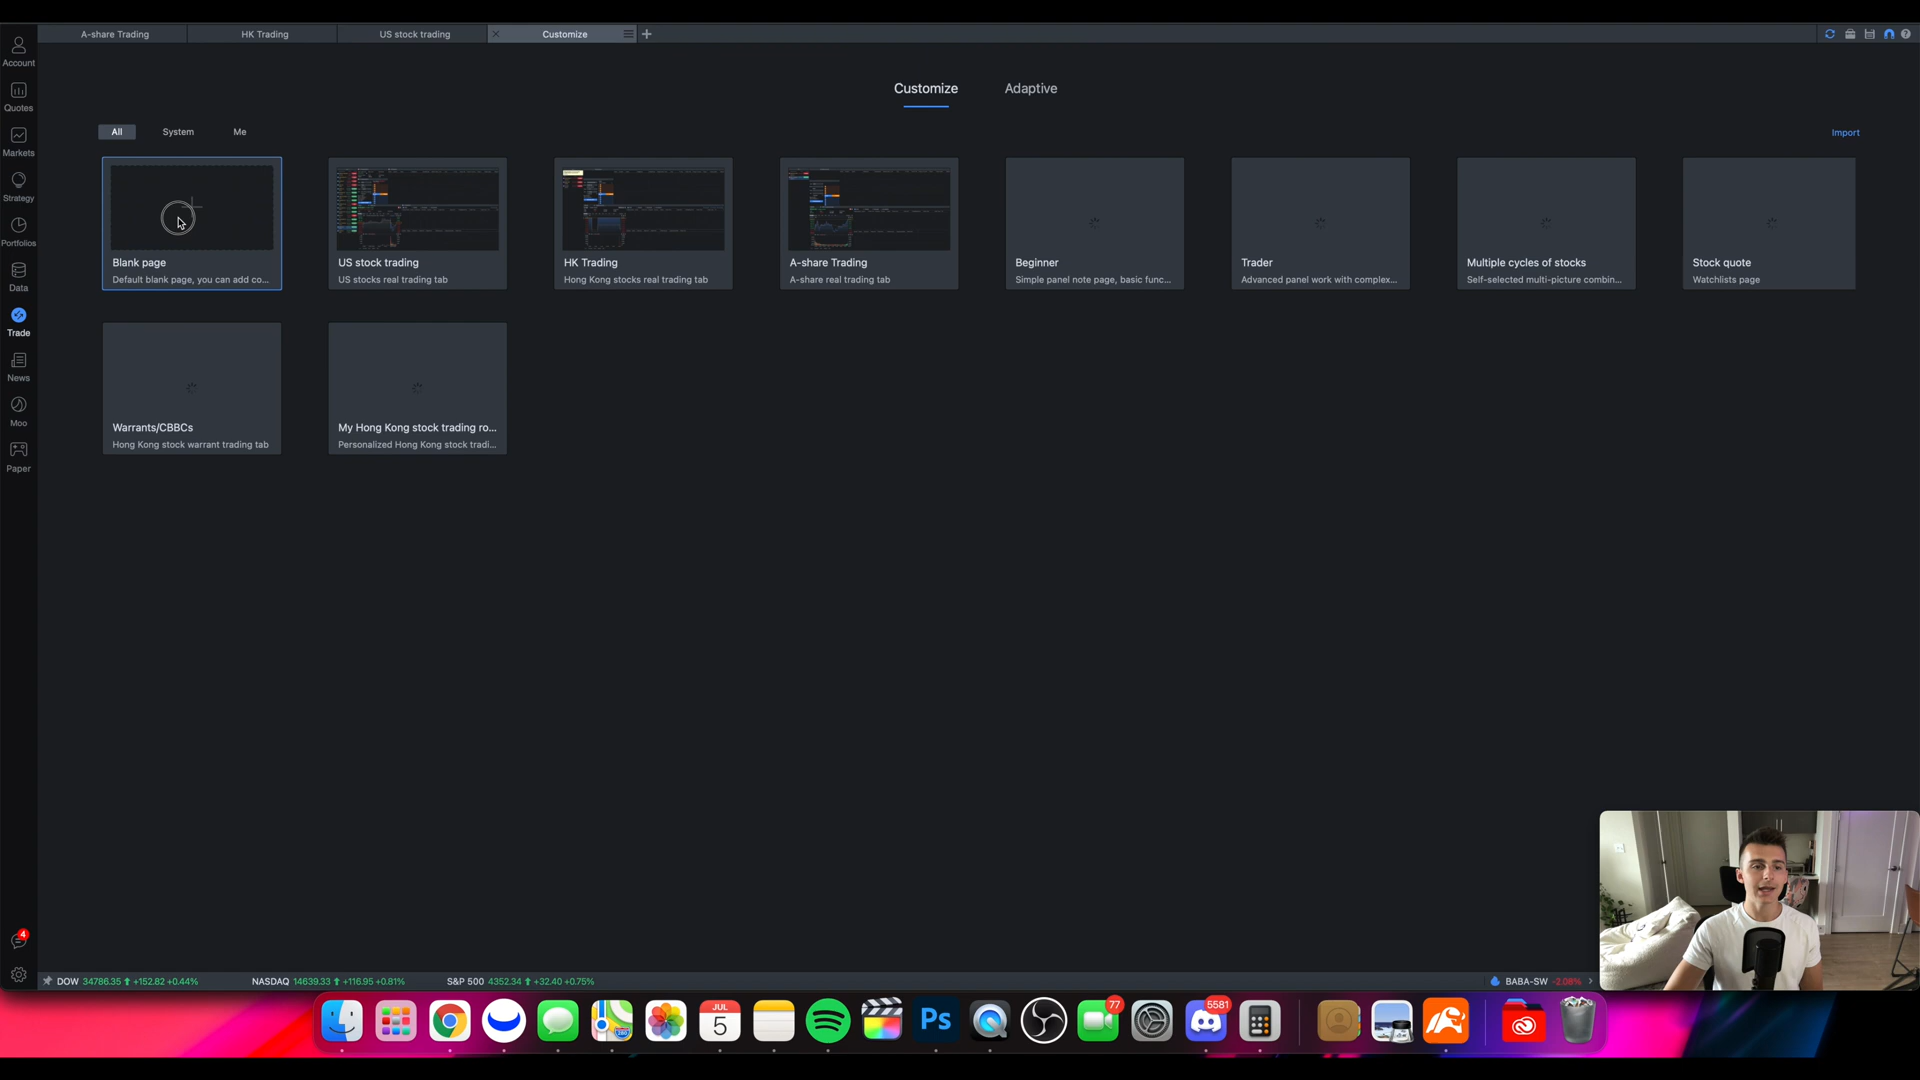 A-share Trading
HK Trading
US stock trading
Customize
Account
Quotes
Markets
Strategy
Portfolios
Data
Trade
News
Moo
Paper
4
Customize
Adaptive
All
System
Me
Import
Blank page
Default blank page, you can add co...
US stock trading
US stocks real trading tab
HK Trading
Hong Kong stocks real trading tab
A-share Trading
A-share real trading tab
Beginner
Simple panel note page, basic func...
Trader
Advanced panel work with complex...
Multiple cycles of stocks
Self-selected multi-picture combin...
Stock quote
Watchlists page
Warrants/CBBCs
Hong Kong stock warrant trading tab
My Hong Kong stock trading ro...
Personalized Hong Kong stock tradi...
DOW 34786.35 +152.82 +0.44%
NASDAQ 14639.33 +116.95 +0.81%
S&P 500 4352.34 +32.40 +0.75%
BABA-SW -2.08%
JUL
5
Ps
77
5581